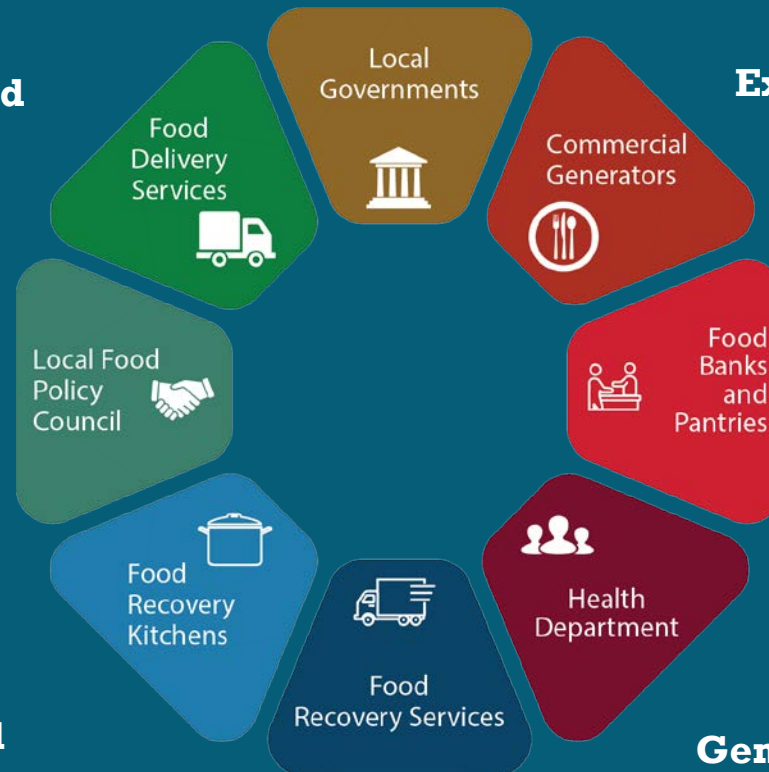 Local
Governments
Commercial
Generators
Food
Banks
and
Pantries
Health
Department
Food
Recovery Services
Food
Recovery
Kitchens
Local Food
Policy
Council
Food
Delivery
Services